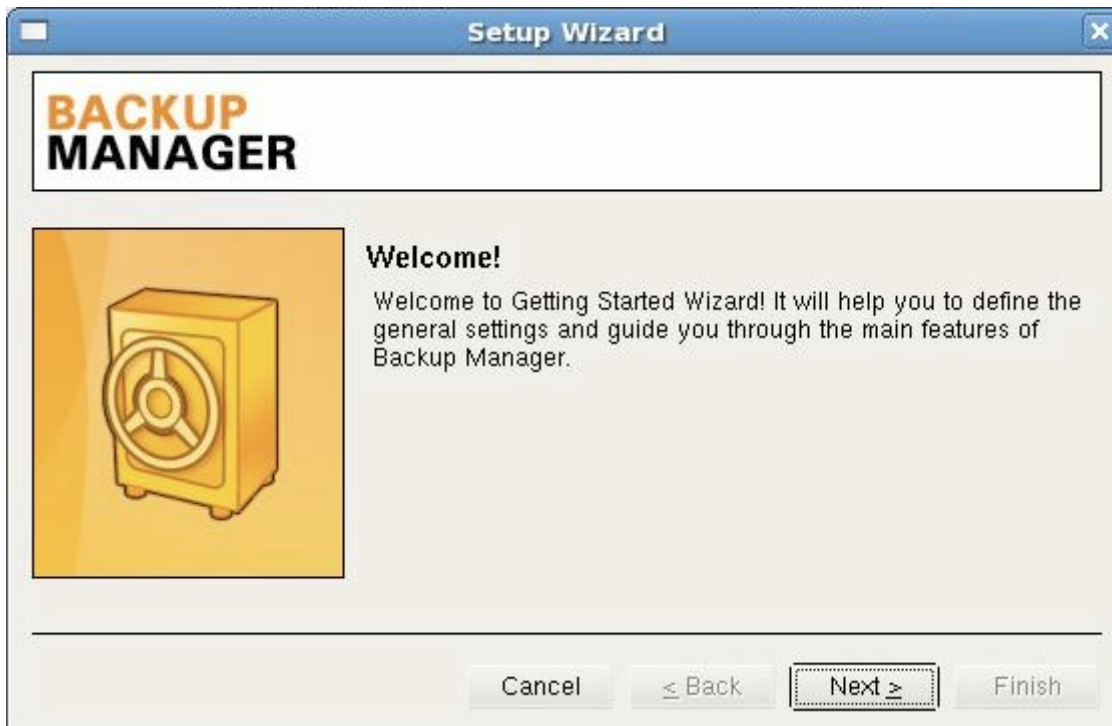 Setup Wizard
BACKUP
MANAGER
Welcome!
Welcome to Getting Started Wizard! It will help you to define the
general settings and guide you through the main features of
Backup Manager.
Cancel
< Back
Next >
Finish